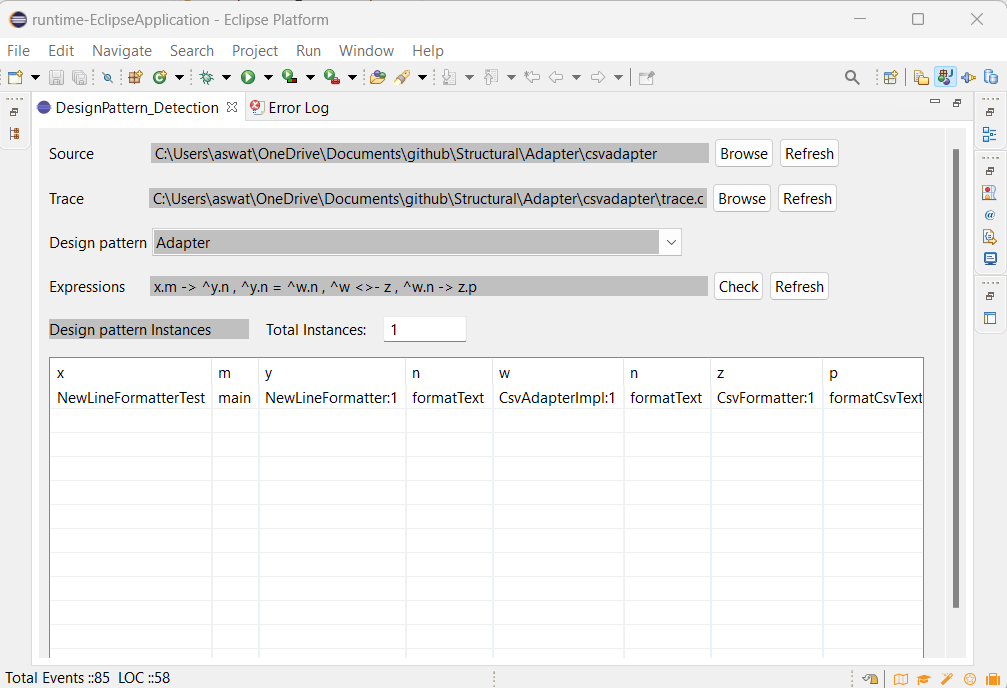 runtime-EclipseApplication - Eclipse Platform
File Edit Navigate Search Project Run Window Help
DesignPattern_Detection Error Log
Source C:\Users\aswat\OneDrive\Documents\github\Structural\Adapter\csvadapter Browse Refresh
Trace C:\Users\aswat\OneDrive\Documents\github\Structural\Adapter\csvadapter\trace.c Browse Refresh
Design pattern Adapter
Expressions x.m -> ^y.n , ^y.n = ^w.n , ^w <>- z , ^w.n -> z.p Check Refresh
Design pattern Instances Total Instances: 1
x m y n w n z p
NewLineFormatterTest main NewLineFormatter:1 formatText CsvAdapterImpl:1 formatText CsvFormatter:1 formatCsvText
Total Events ::85 LOC ::58